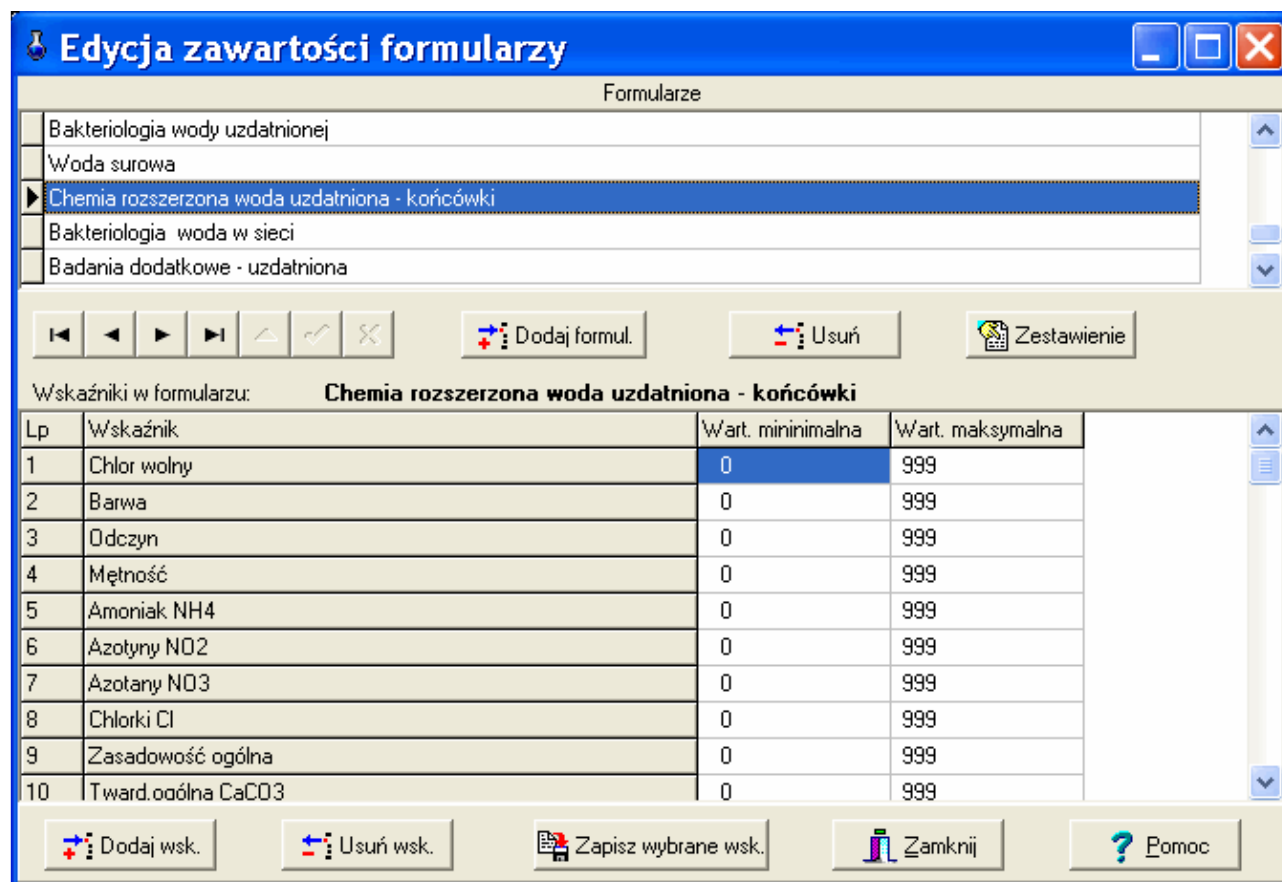 Edycja zawartości formularzy
Formularze
Bakteriologia wody uzdatnionej
Woda surowa
Chemia rozszerzona woda uzdatniona - końcówki
Bakteriologia woda w sieci
Badania dodatkowe - uzdatniona
Dodaj formul. Usuń Zestawienie
Wskaźniki w formularzu: Chemia rozszerzona woda uzdatniona - końcówki
Lp Wskaźnik Wart. mininimalna Wart. maksymalna
1 Chlor wolny 0 999
2 Barwa 0 999
3 Odczyn 0 999
4 Mętność 0 999
5 Amoniak NH4 0 999
6 Azotyny NO2 0 999
7 Azotany NO3 0 999
8 Chlorki Cl 0 999
9 Zasadowość ogólna 0 999
10 Tward.ogólna CaCO3 0 999
Dodaj wsk. Usuń wsk. Zapisz wybrane wsk. Zamknij Pomoc